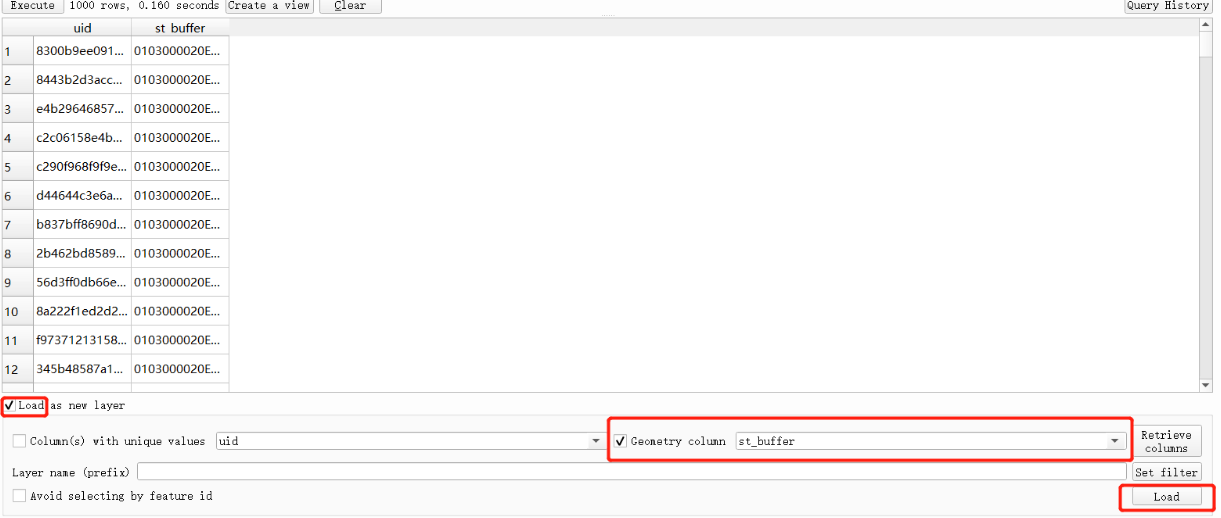 Execute 1000 rows, 0.160 seconds Create a view Clear Query History
uid st_buffer
1 8300b9ee091... 0103000020E...
2 8443b2d3acc... 0103000020E...
3 e4b29646857... 0103000020E...
4 c2c06158e4b... 0103000020E...
5 c290f968f9f9e... 0103000020E...
6 d44644c3e6a... 0103000020E...
7 b837bff8690d... 0103000020E...
8 2b462bd8589... 0103000020E...
9 56d3ff0db66e... 0103000020E...
10 8a222f1ed2d2... 0103000020E...
11 f97371213158... 0103000020E...
12 345b48587a1... 0103000020E...
Load as new layer
Column(s) with unique values uid Geometry column st_buffer Retrieve columns
Layer name (prefix) Set filter
Avoid selecting by feature id Load